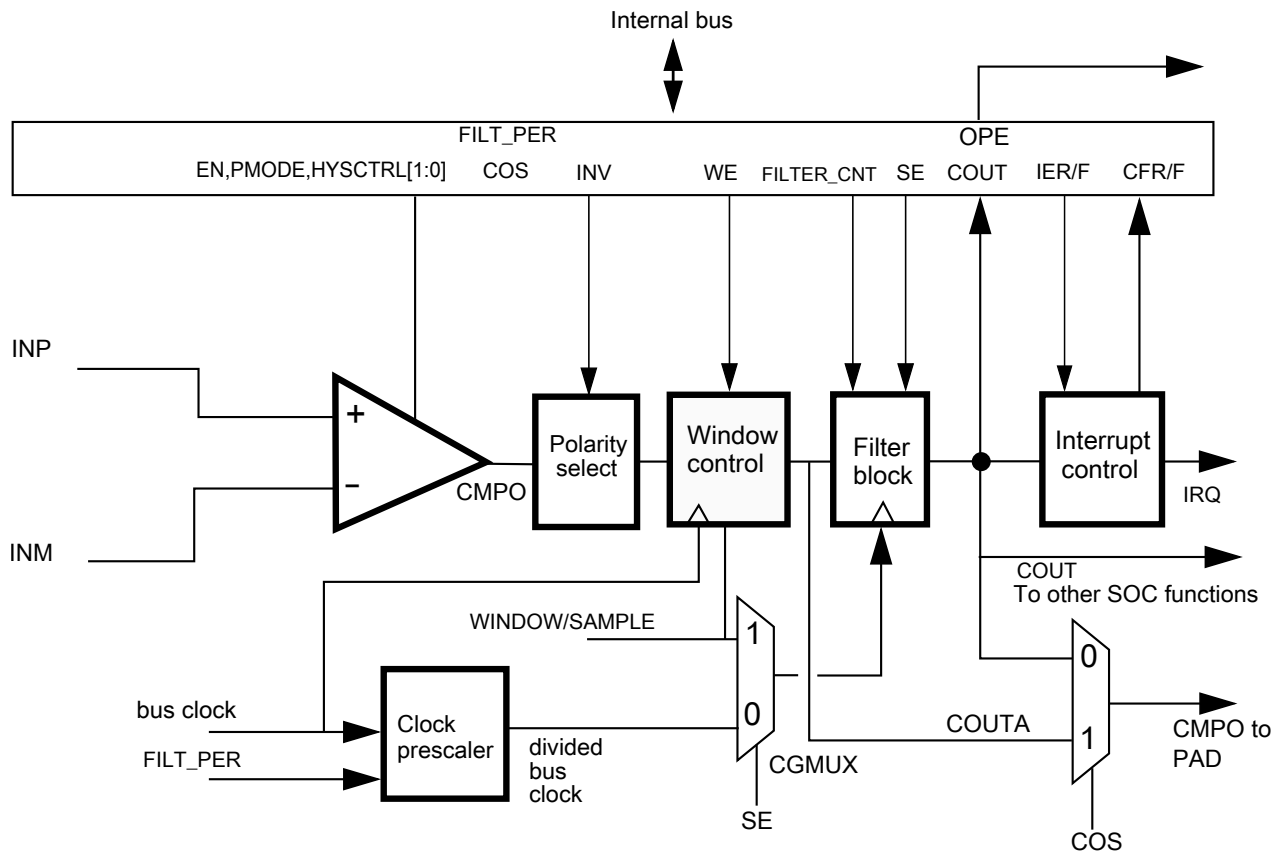 Internal bus
FILT_PER
OPE
EN,PMODE,HYSCTRL[1:0]
COS
INV
WE
FILTER_CNT
SE
COUT
IER/F
CFR/F
INP
+
−
INM
CMPO
Polarity
select
Window
control
Filter
block
Interrupt
control
IRQ
COUT
To other SOC functions
WINDOW/SAMPLE
1
0
CGMUX
SE
bus clock
FILT_PER
Clock
prescaler
divided
bus
clock
COUTA
0
1
COS
CMPO to
PAD